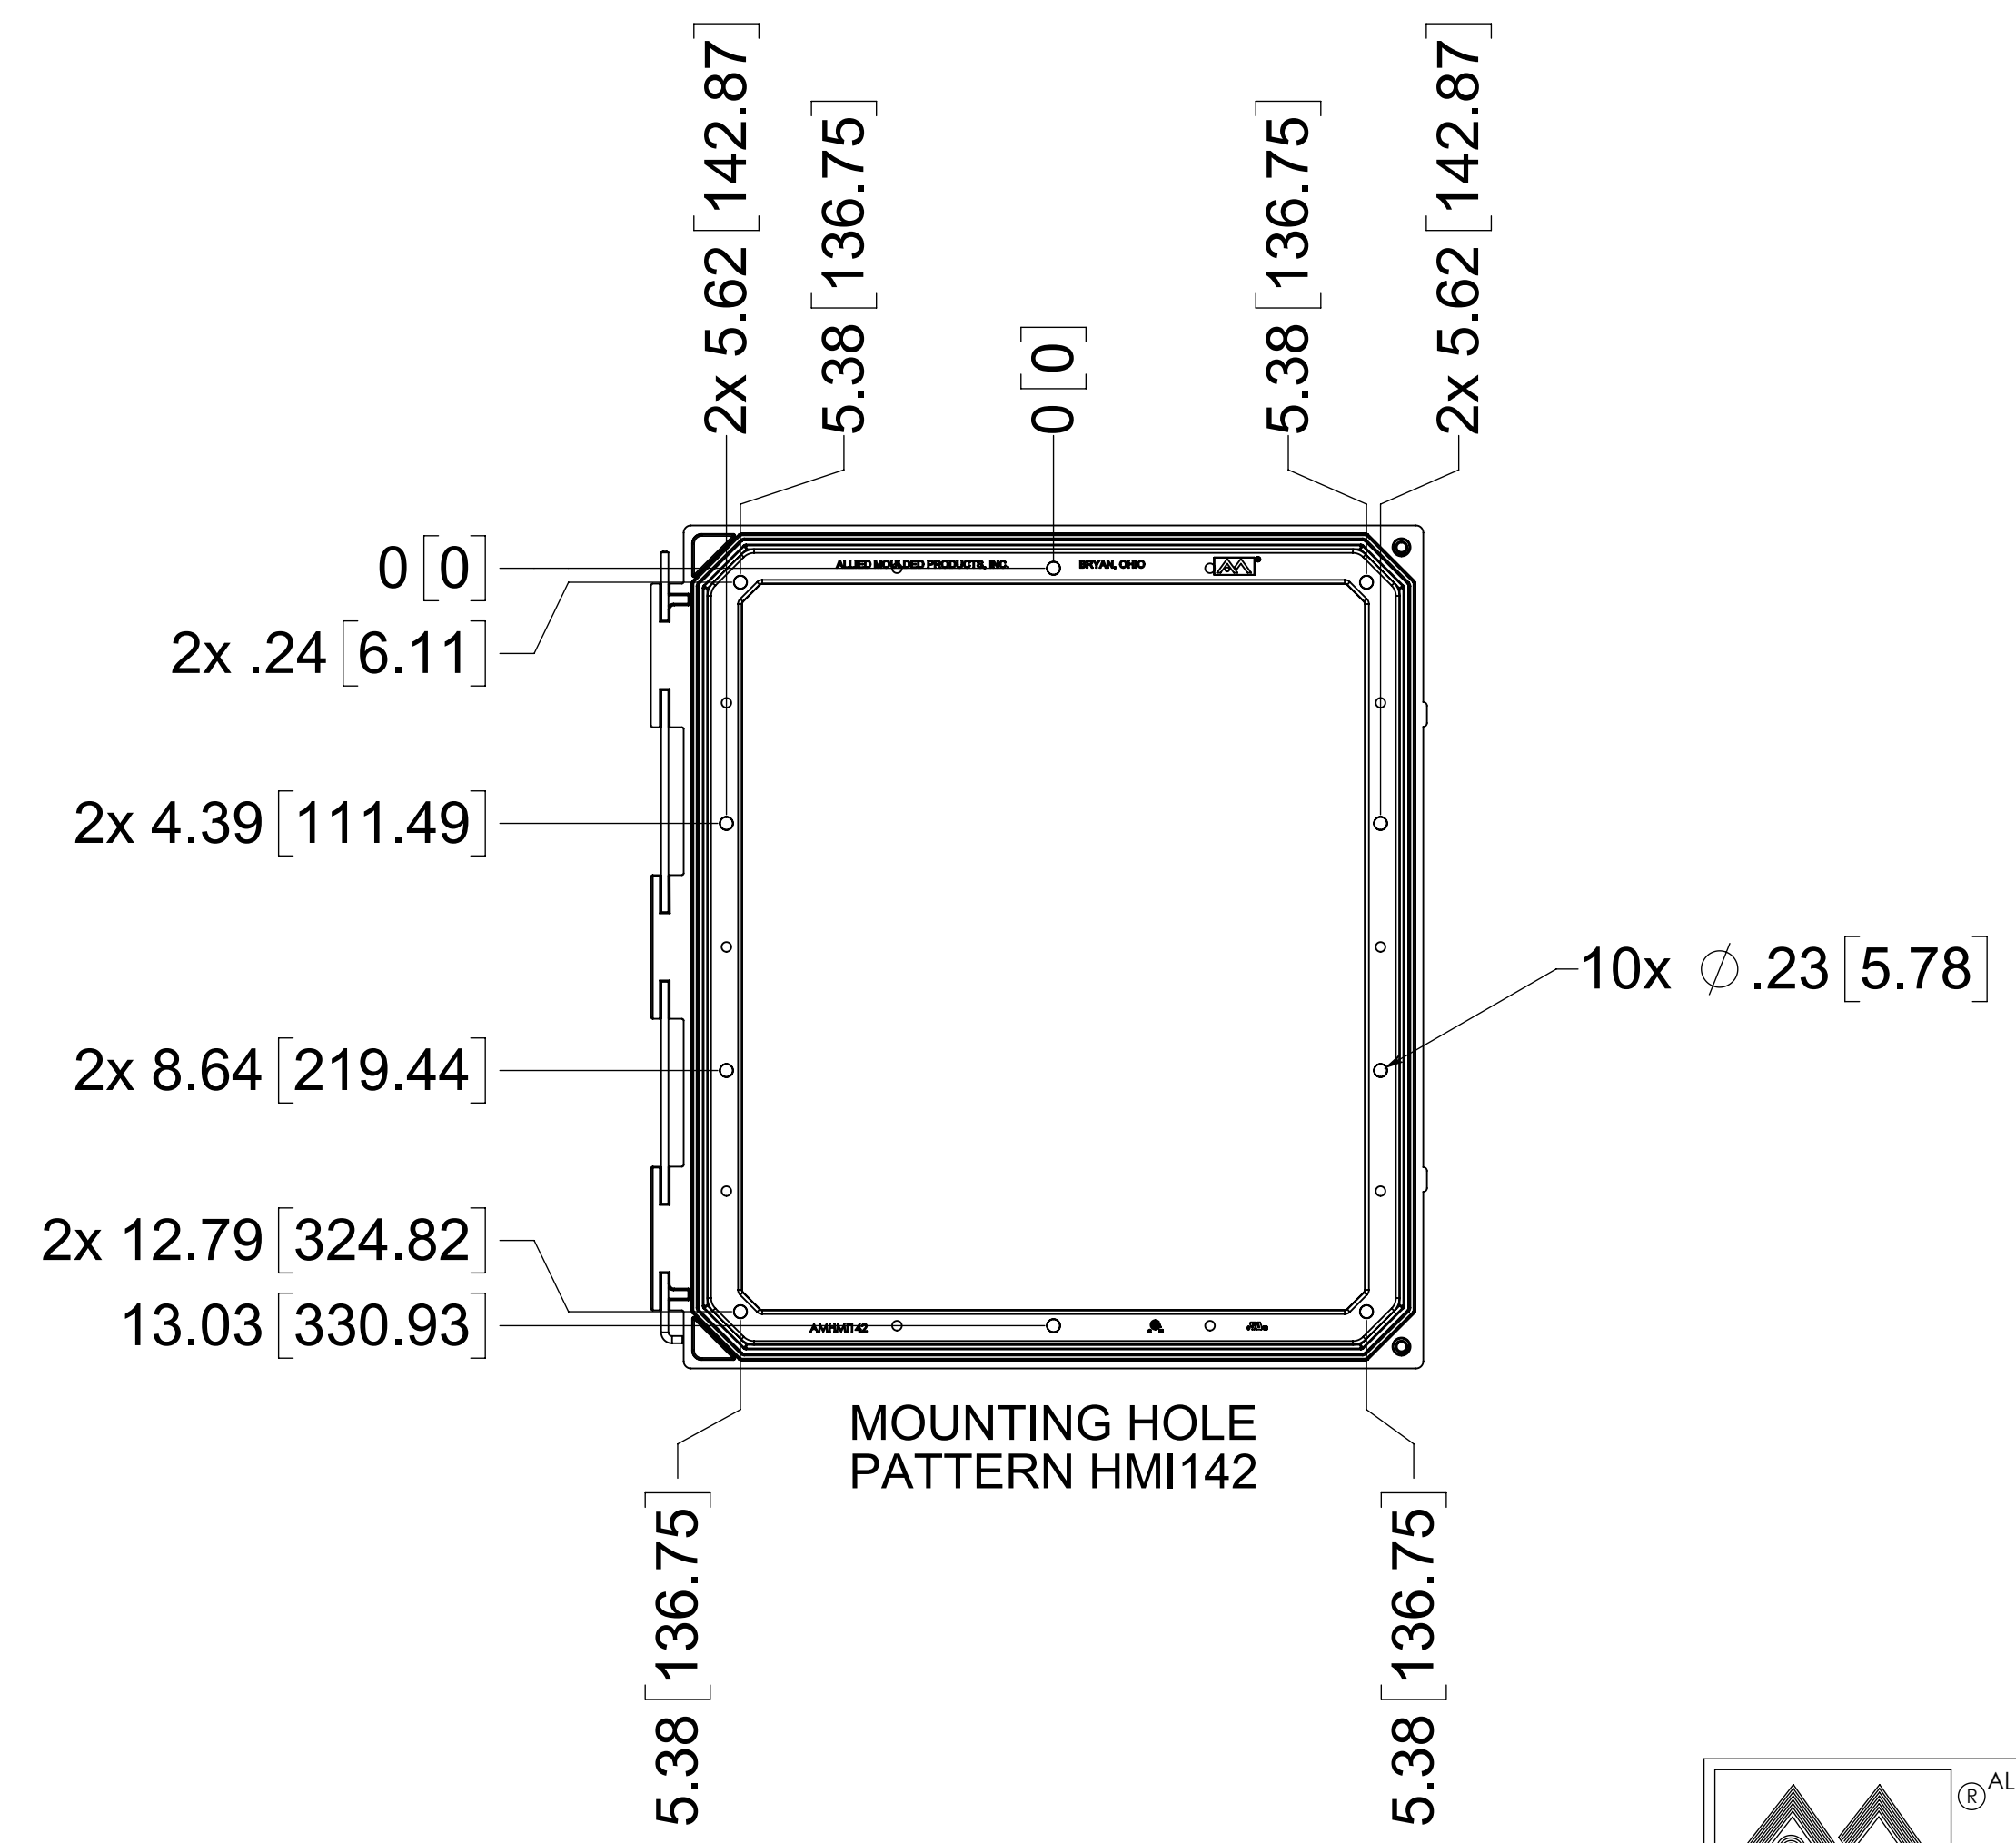 2x 5.62 [142.87]
5.38 [136.75]
0 [0]
5.38 [136.75]
2x 5.62 [142.87]
0 [0]
2x .24 [6.11]
2x 4.39 [111.49]
2x 8.64 [219.44]
2x 12.79 [324.82]
13.03 [330.93]
ALLIED MOULDED PRODUCTS, INC. BRYAN, OHIO
10x ∅ .23 [5.78]
AMHMI142
MOUNTING HOLE
PATTERN HMI142
5.38 [136.75]
5.38 [136.75]
® AL